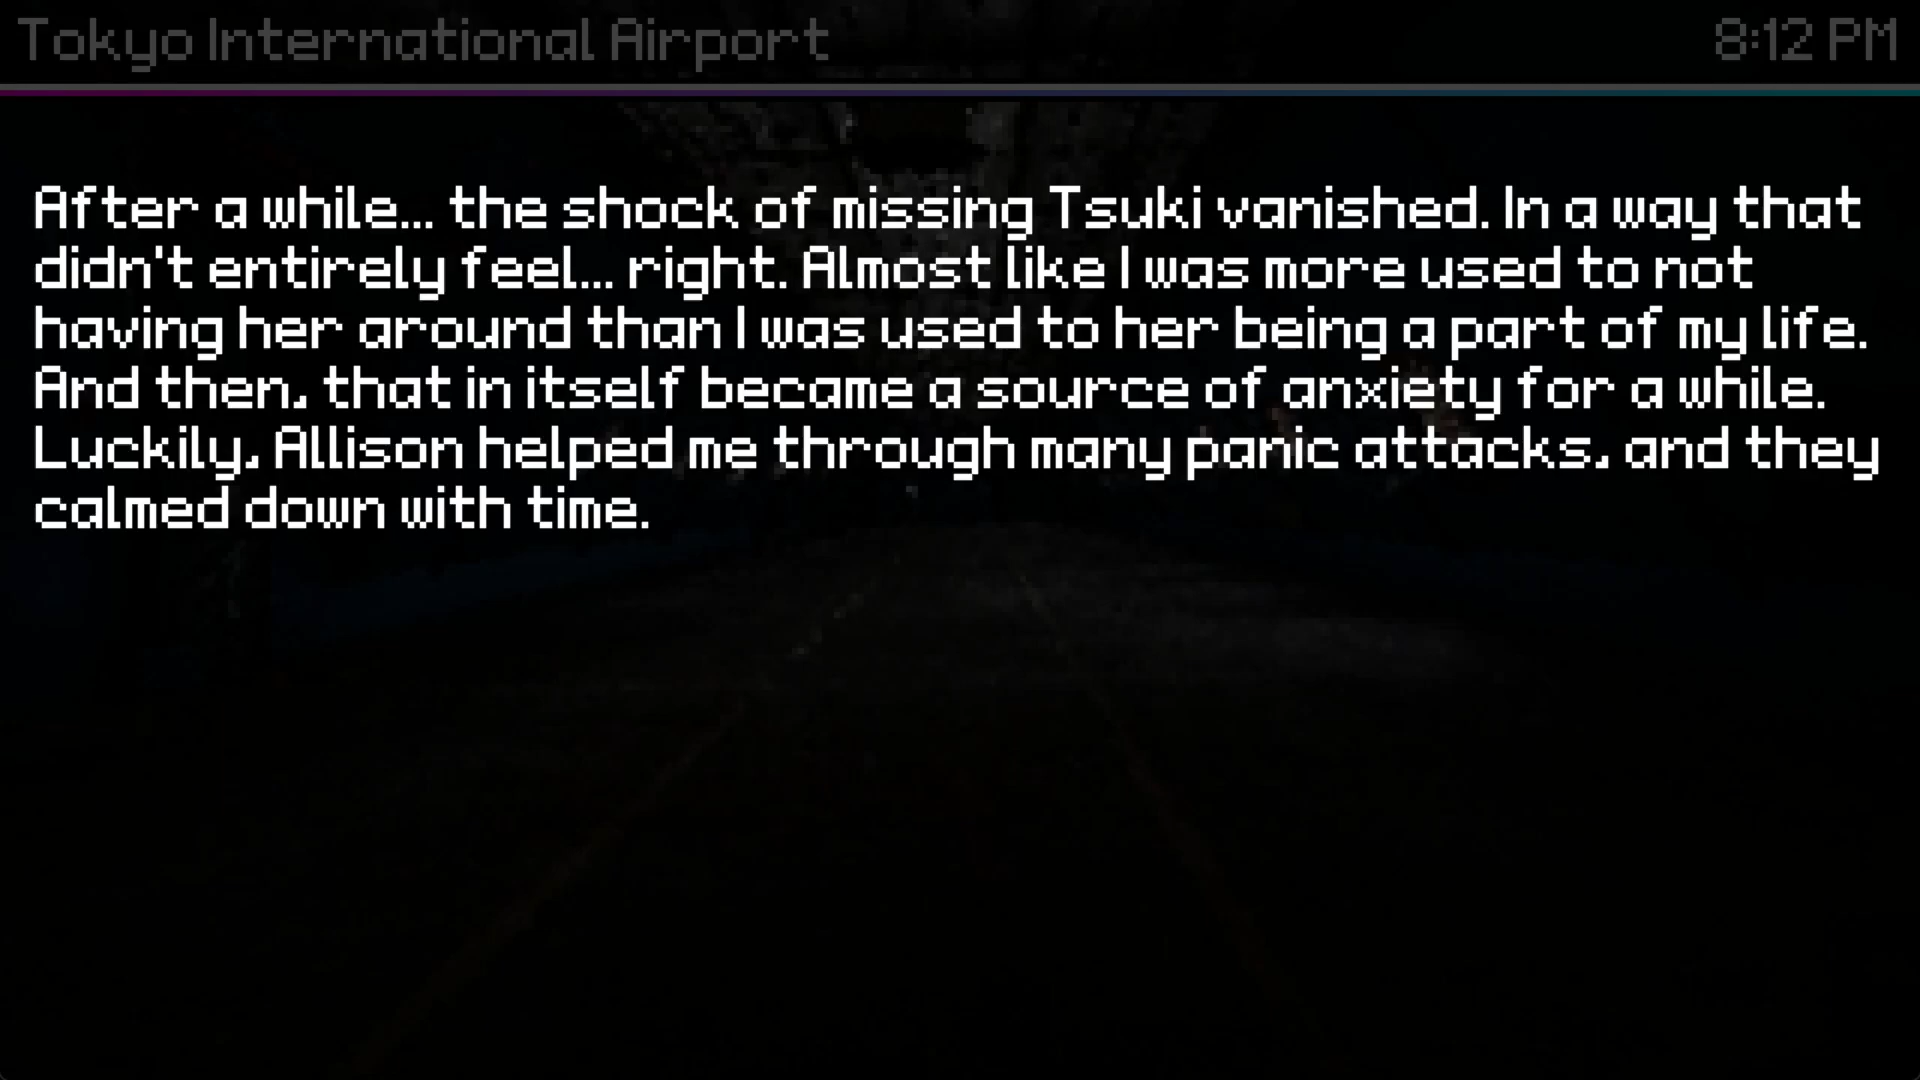 Tokyo International Airport
8:12 PM
After a while... the shock of missing Tsuki vanished. In a way that
didn't entirely feel... right. Almost like I was more used to not
having her around than I was used to her being a part of my life.
And then, that in itself became a source of anxiety for a while.
Luckily, Allison helped me through many panic attacks, and they
calmed down with time.